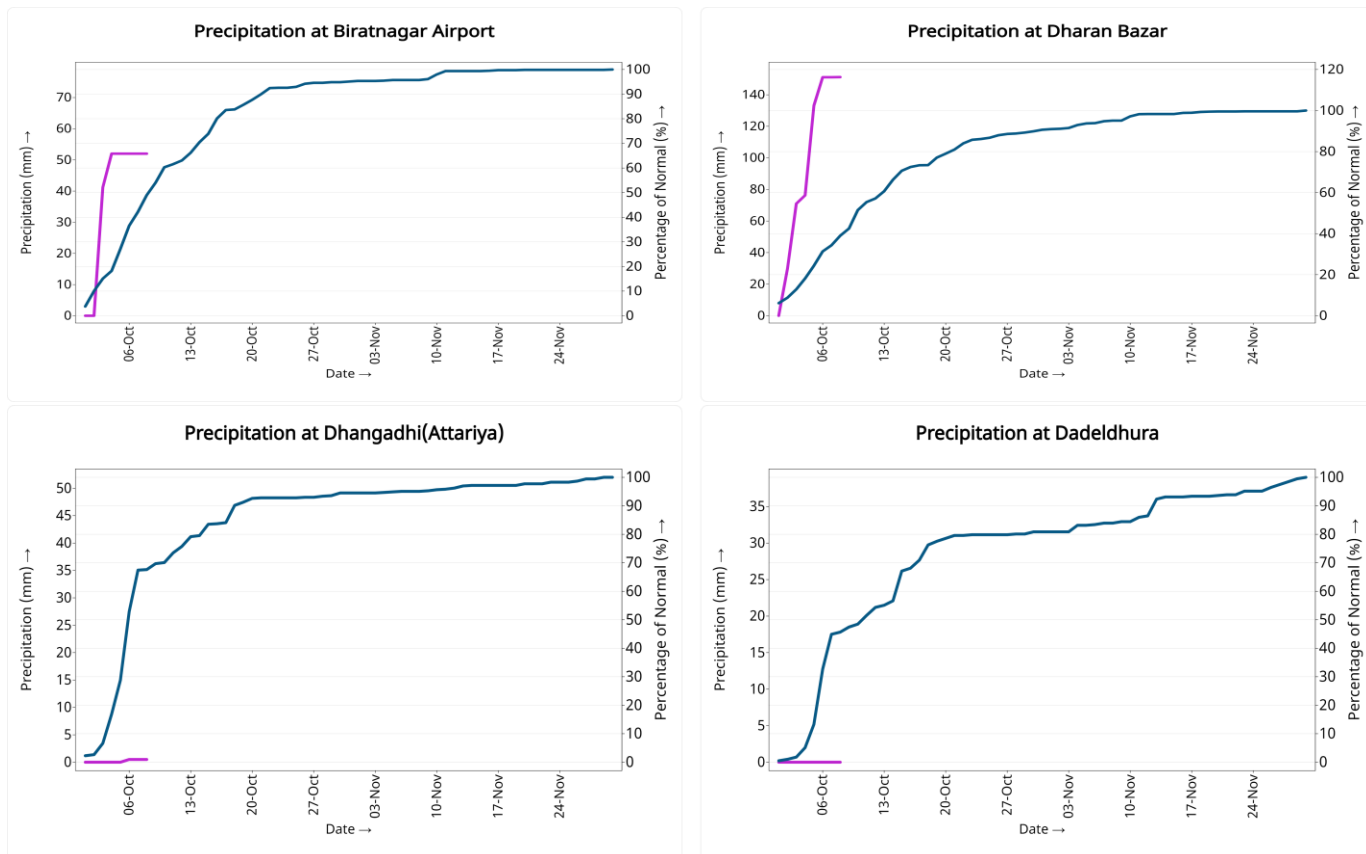 Precipitation at Biratnagar Airport
Precipitation (mm) →
70
60
50
40
30
20
10
0
100
90
80
70
60
50
40
30
20
10
0
Percentage of Normal (%) →
06-Oct
13-Oct
20-Oct
27-Oct
03-Nov
10-Nov
17-Nov
24-Nov
Date →
Precipitation at Dharan Bazar
Precipitation (mm) →
140
120
100
80
60
40
20
0
120
100
80
60
40
20
0
Percentage of Normal (%) →
06-Oct
13-Oct
20-Oct
27-Oct
03-Nov
10-Nov
17-Nov
24-Nov
Date →
Precipitation at Dhangadhi(Attariya)
Precipitation (mm) →
50
45
40
35
30
25
20
15
10
5
0
100
90
80
70
60
50
40
30
20
10
0
Percentage of Normal (%) →
06-Oct
13-Oct
20-Oct
27-Oct
03-Nov
10-Nov
17-Nov
24-Nov
Date →
Precipitation at Dadeldhura
Precipitation (mm) →
35
30
25
20
15
10
5
0
100
90
80
70
60
50
40
30
20
10
0
Percentage of Normal (%) →
06-Oct
13-Oct
20-Oct
27-Oct
03-Nov
10-Nov
17-Nov
24-Nov
Date →